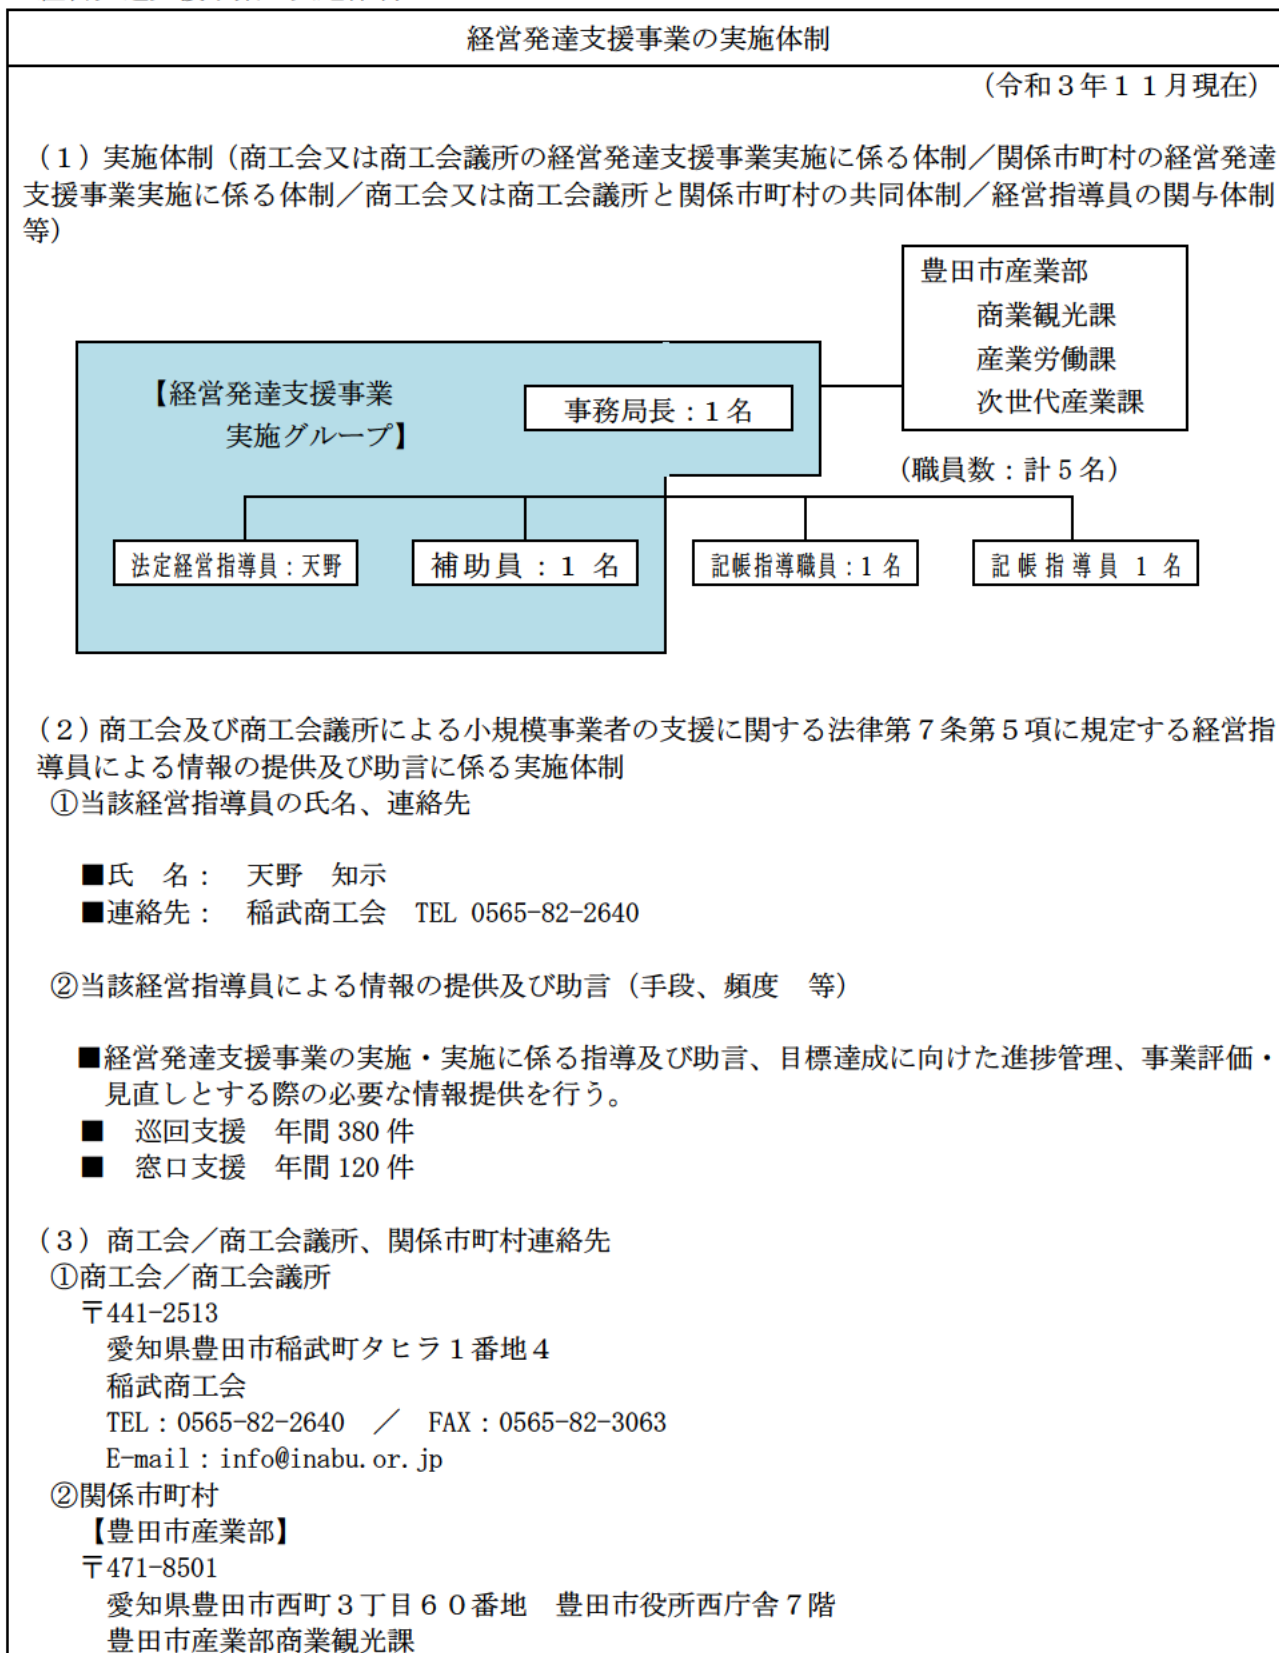 経営発達支援事業の実施体制
（令和３年１１月現在）
（１）実施体制（商工会又は商工会議所の経営発達支援事業実施に係る体制／関係市町村の経営発達
支援事業実施に係る体制／商工会又は商工会議所と関係市町村の共同体制／経営指導員の関与体制
等）
豊田市産業部
商業観光課
産業労働課
次世代産業課
【経営発達支援事業
実施グループ】
事務局長：１名
（職員数：計５名）
法定経営指導員：天野
補助員：１ 名
記帳指導職員：１ 名
記帳指導員 １ 名
（２）商工会及び商工会議所による小規模事業者の支援に関する法律第７条第５項に規定する経営指
導員による情報の提供及び助言に係る実施体制
①当該経営指導員の氏名、連絡先
■氏　名：　天野　知示
■連絡先：　稲武商工会　TEL 0565-82-2640
②当該経営指導員による情報の提供及び助言（手段、頻度　等）
■経営発達支援事業の実施・実施に係る指導及び助言、目標達成に向けた進捗管理、事業評価・
見直しとする際の必要な情報提供を行う。
■　巡回支援　年間 380 件
■　窓口支援　年間 120 件
（３）商工会／商工会議所、関係市町村連絡先
①商工会／商工会議所
〒441-2513
愛知県豊田市稲武町タヒラ１番地４
稲武商工会
TEL：0565-82-2640　／　FAX：0565-82-3063
E-mail：info@inabu.or.jp
②関係市町村
【豊田市産業部】
〒471-8501
愛知県豊田市西町３丁目６０番地　豊田市役所西庁舎７階
豊田市産業部商業観光課